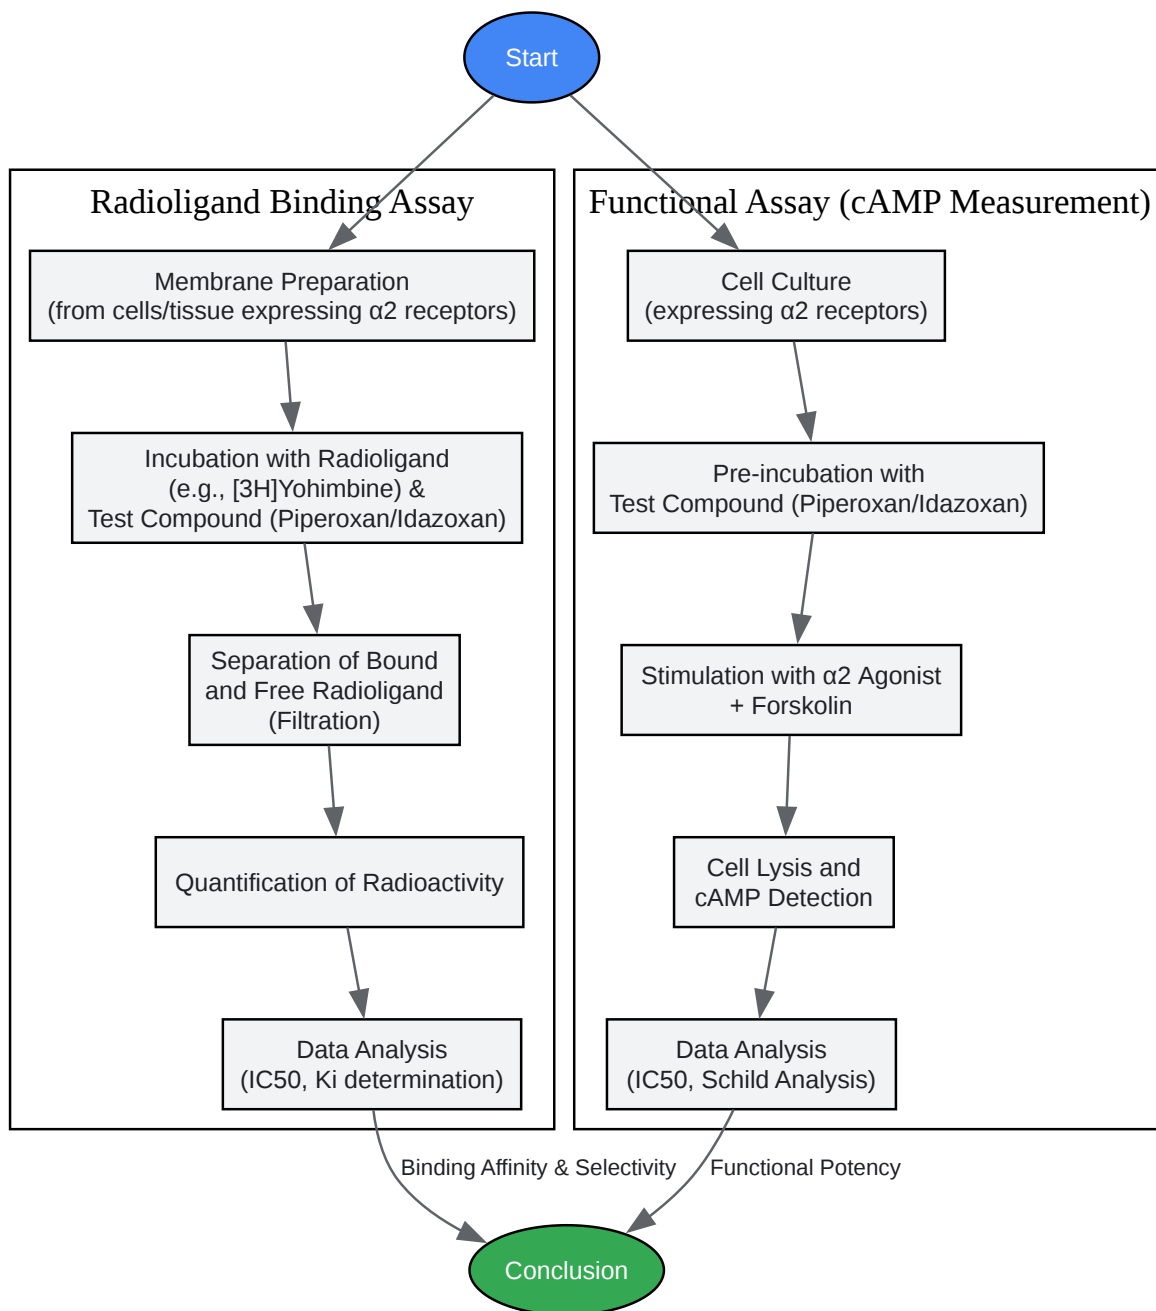 Start
Radioligand Binding Assay
Membrane Preparation
(from cells/tissue expressing α2 receptors)
Incubation with Radioligand
(e.g., [3H]Yohimbine) &
Test Compound (Piperoxan/Idazoxan)
Separation of Bound
and Free Radioligand
(Filtration)
Quantification of Radioactivity
Data Analysis
(IC50, Ki determination)
Functional Assay (cAMP Measurement)
Cell Culture
(expressing α2 receptors)
Pre-incubation with
Test Compound (Piperoxan/Idazoxan)
Stimulation with α2 Agonist
+ Forskolin
Cell Lysis and
cAMP Detection
Data Analysis
(IC50, Schild Analysis)
Binding Affinity & Selectivity
Functional Potency
Conclusion